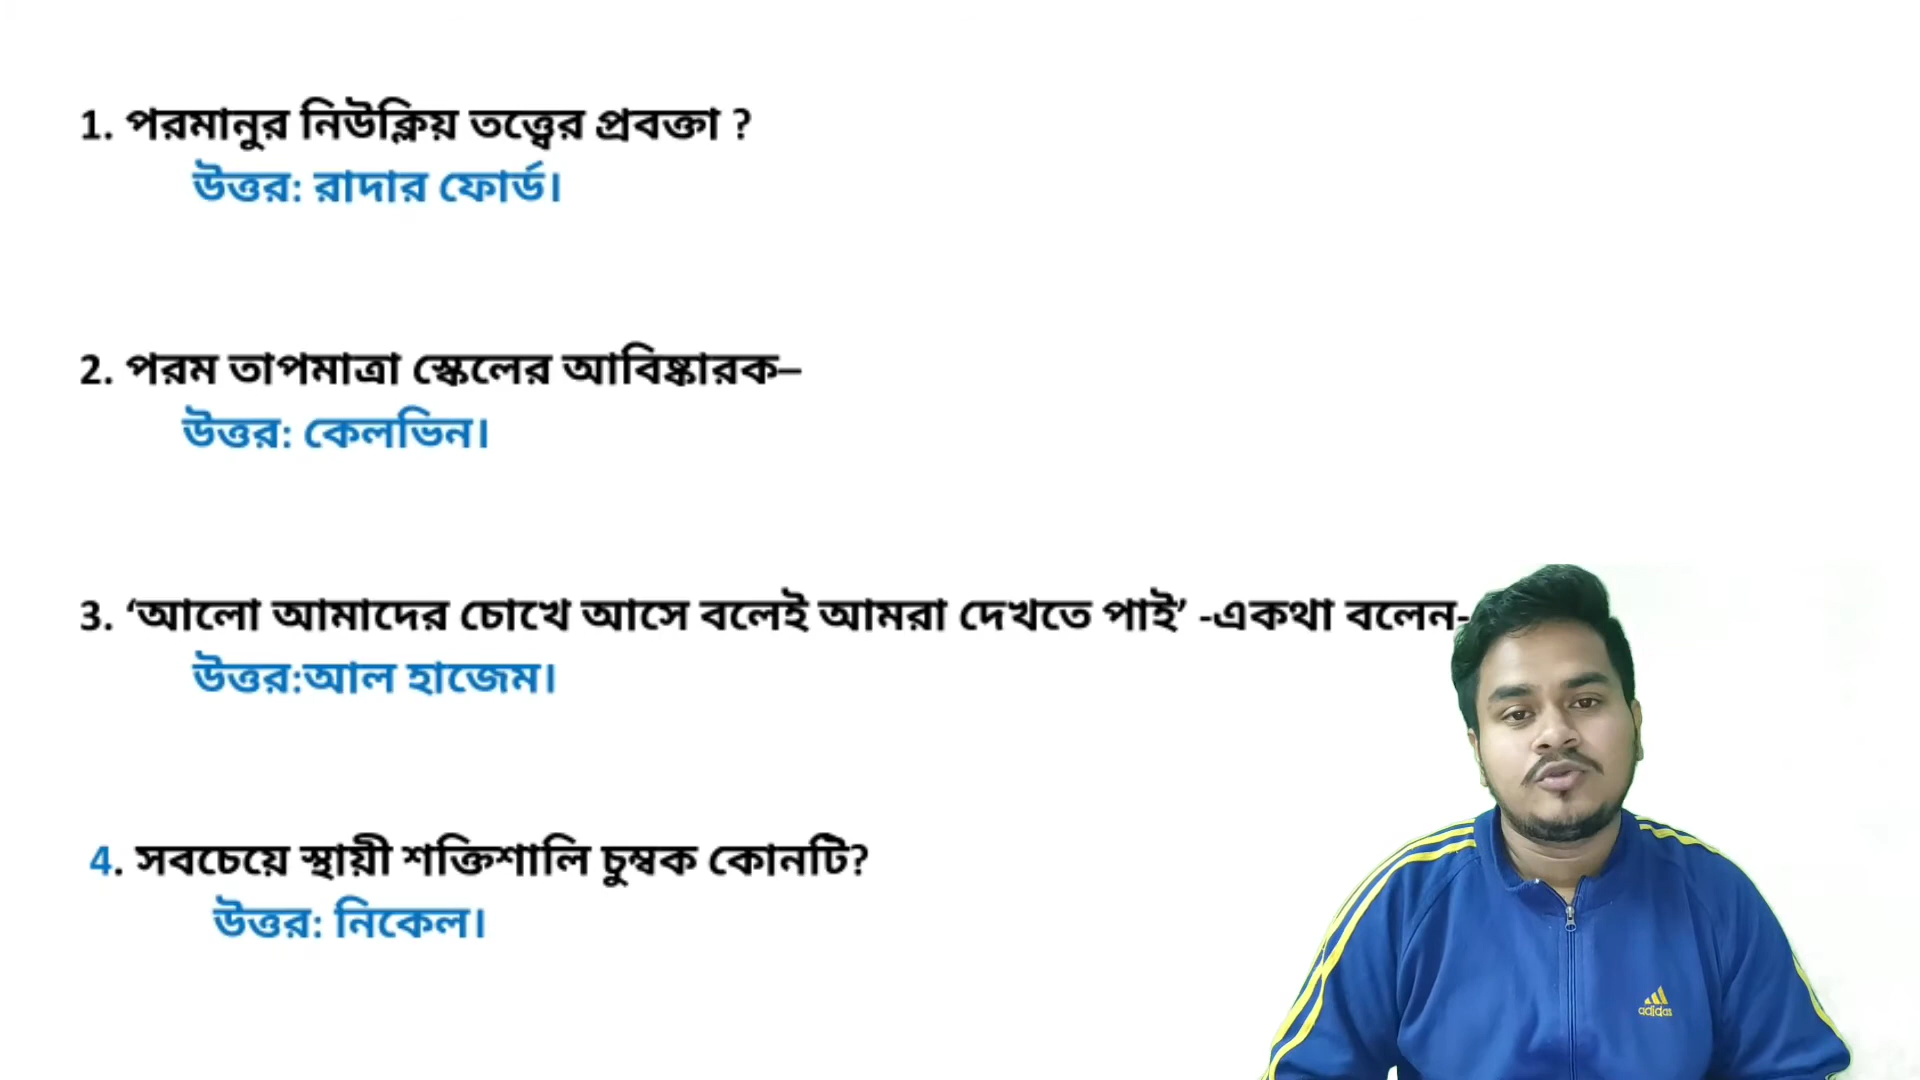 1. পরমানুর নিউক্লিয় তত্ত্বের প্রবক্তা ?
উত্তর: রাদার ফোর্ড।
2. পরম তাপমাত্রা স্কেলের আবিষ্কারক–
উত্তর: কেলভিন।
3. ‘আলো আমাদের চোখে আসে বলেই আমরা দেখতে পাই’ -একথা বলেন-
উত্তর:আল হাজেম।
4. সবচেয়ে স্থায়ী শক্তিশালি চুম্বক কোনটি?
উত্তর: নিকেল।
adidas